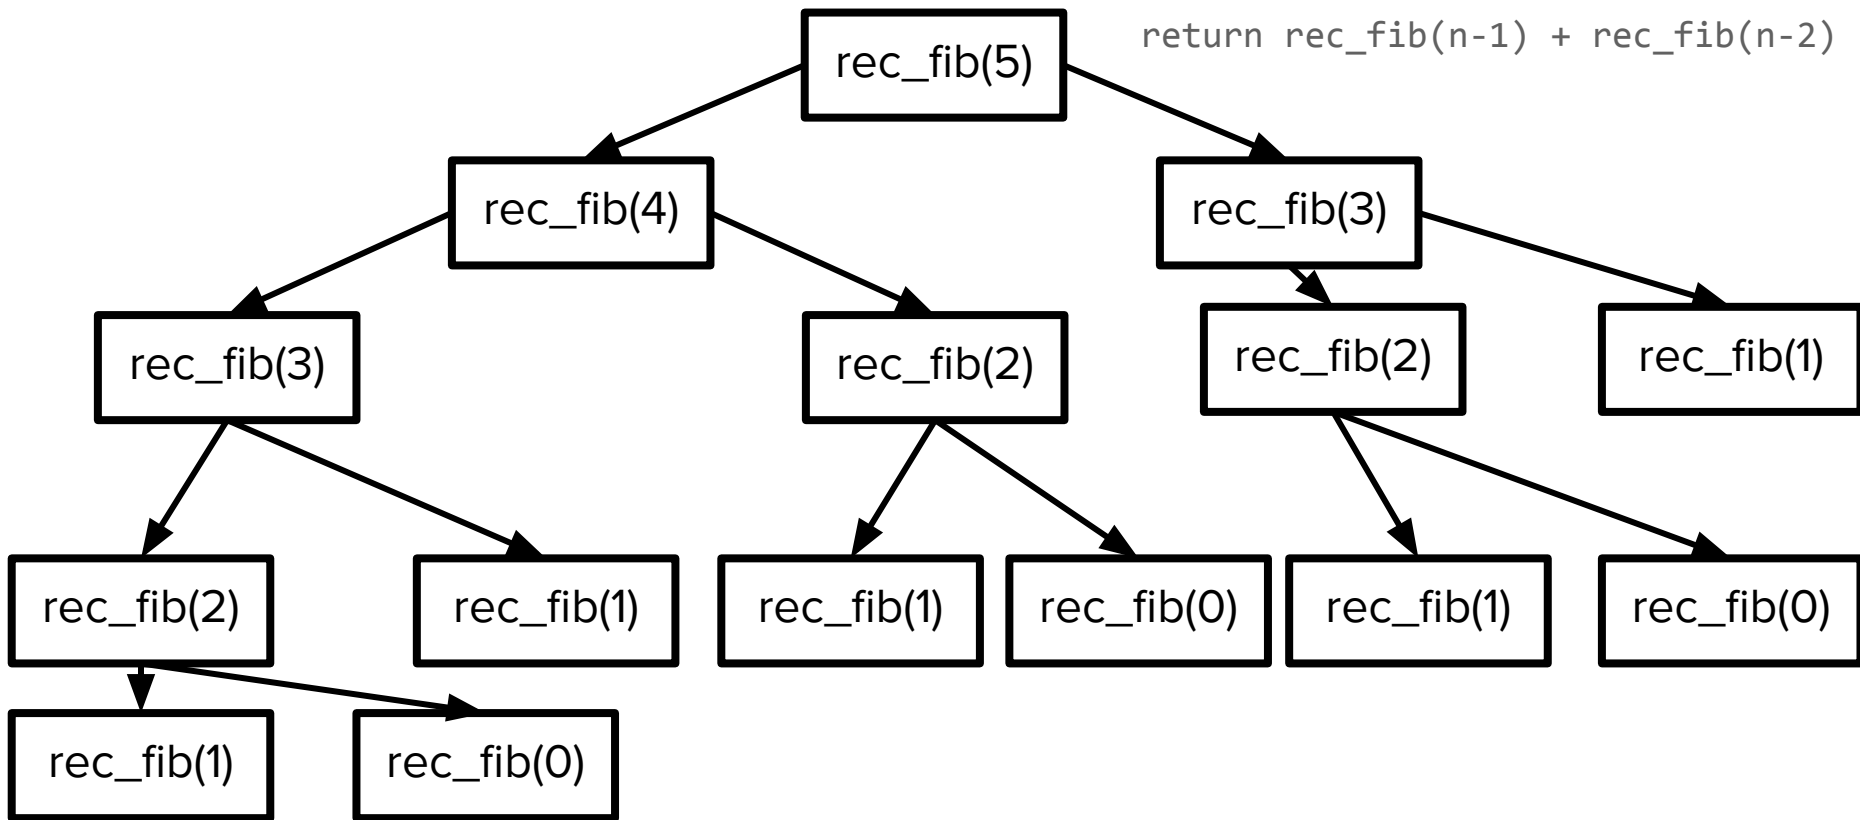 return rec_fib(n-1) + rec_fib(n-2)
rec_fib(5)
rec_fib(4)
rec_fib(3)
rec_fib(3)
rec_fib(2)
rec_fib(2)
rec_fib(1)
rec_fib(2)
rec_fib(1)
rec_fib(1)
rec_fib(0)
rec_fib(1)
rec_fib(0)
rec_fib(1)
rec_fib(0)